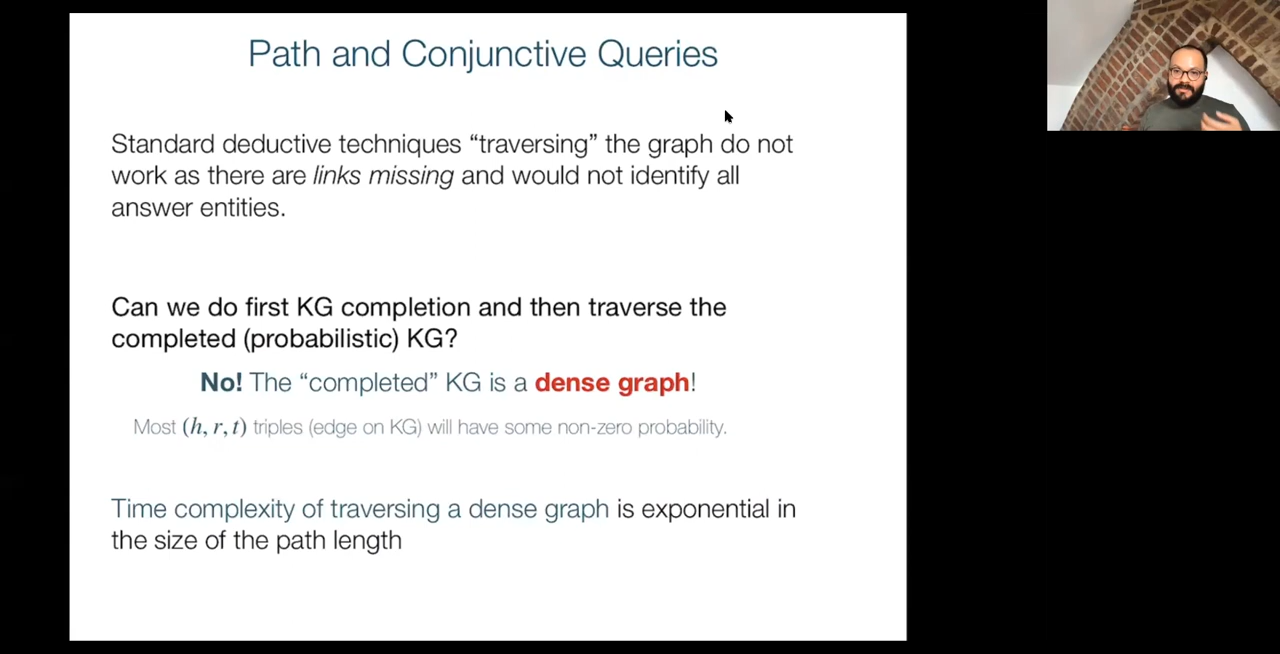 Path and Conjunctive Queries
Standard deductive techniques “traversing” the graph do not
work as there are links missing and would not identify all
answer entities.
Can we do first KG completion and then traverse the
completed (probabilistic) KG?
No! The “completed” KG is a dense graph!
Most (h, r, t) triples (edge on KG) will have some non-zero probability.
Time complexity of traversing a dense graph is exponential in
the size of the path length